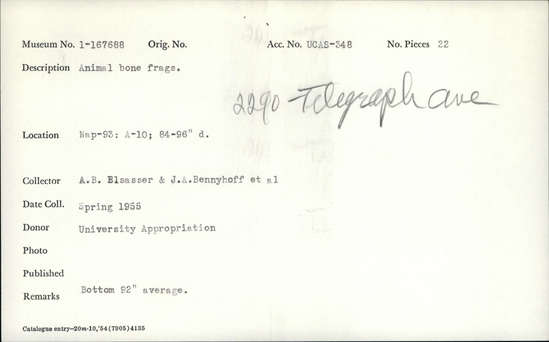 Museum No. 1-167688 Orig. No. Acc. No. UCAS-348 No. Pieces 22
Description Animal bone frags.
2290 Telegraph ave
Location Nap-93: A-10; 84-96" d.
Collector A.B. Elsasser & J.A.Bennyhoff et al
Date Coll. Spring 1955
Donor University Appropriation
Photo
Published
Remarks Bottom 92" average.
Catalogue entry—20m-10,'54(7905)4135